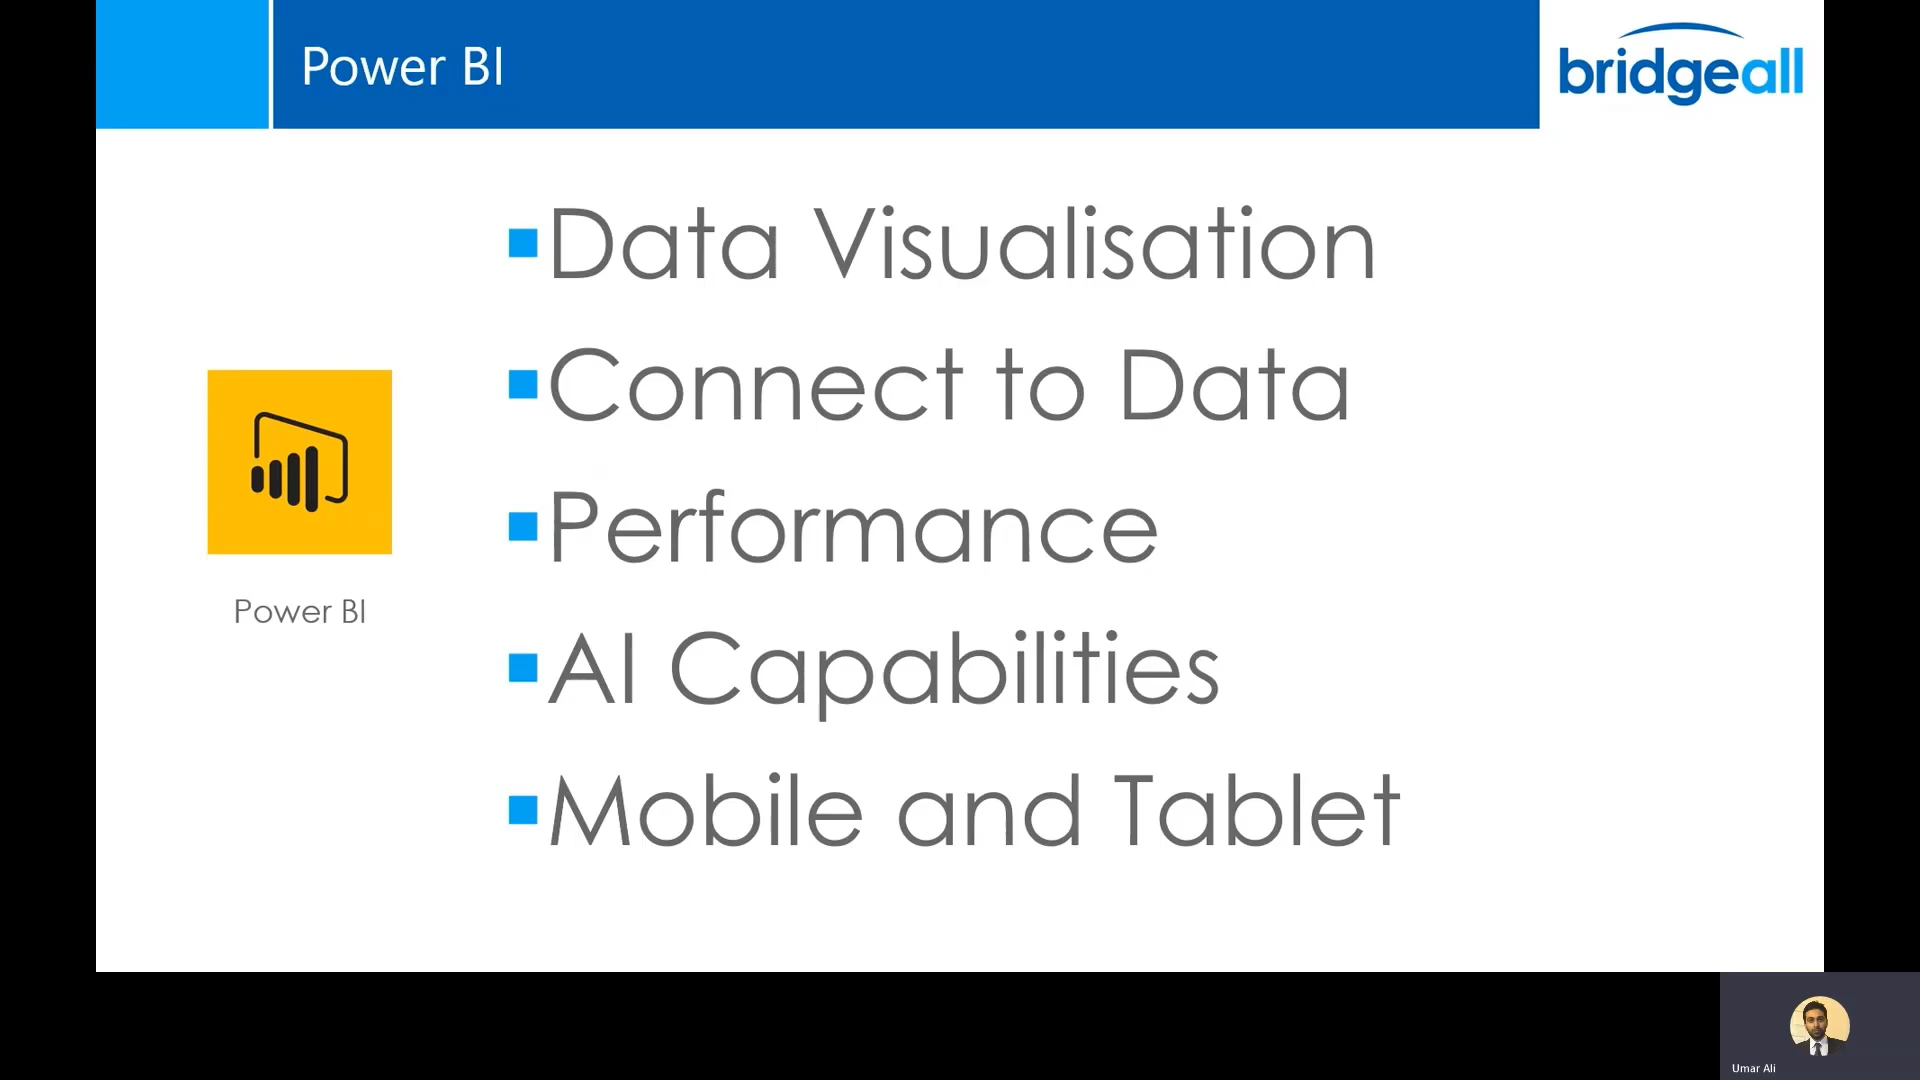 Power BI
bridgeall
Data Visualisation
Connect to Data
Performance
AI Capabilities
Mobile and Tablet
Power BI
Umar Ali